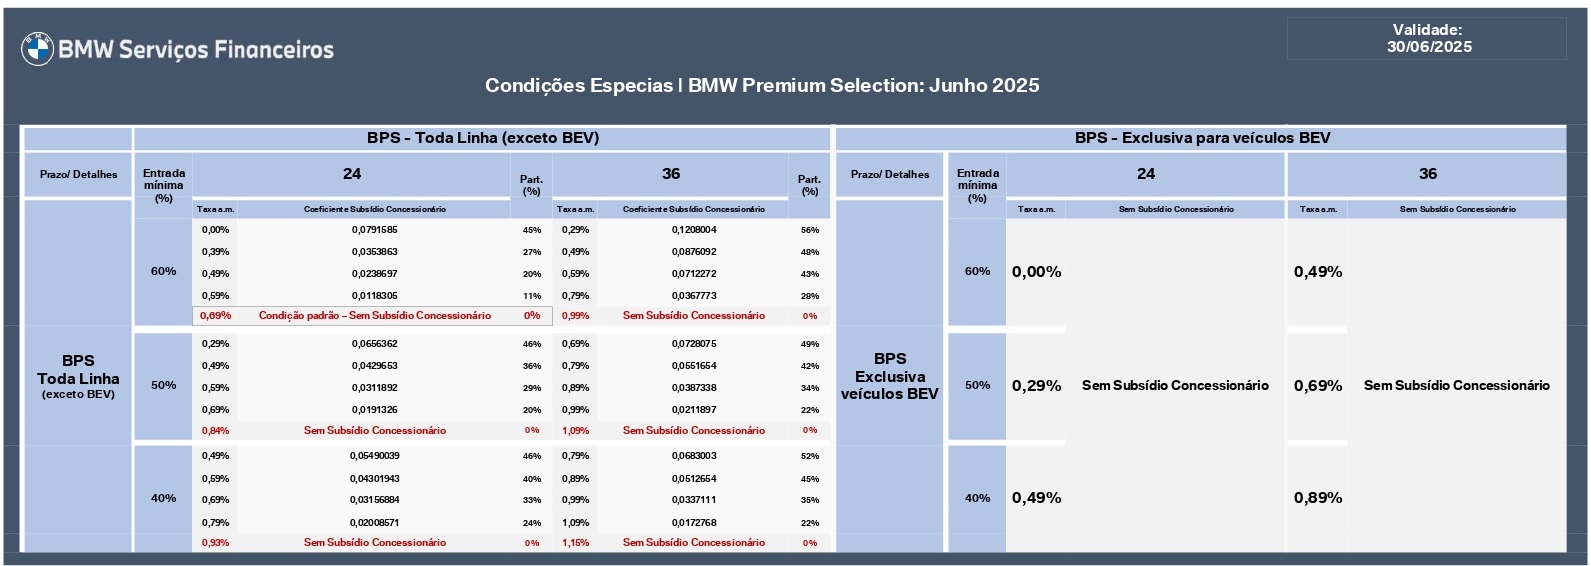 BMW Serviços Financeiros
Validade:
30/06/2025
Condições Especias | BMW Premium Selection: Junho 2025
BPS - Toda Linha (exceto BEV)
Prazo/ Detalhes
Entrada
mínima
(%)
24
Part.
(%)
36
Part.
(%)
Taxa a.m. Coeficiente Subsídio Concessionário Taxa a.m. Coeficiente Subsídio Concessionário
BPS
Toda Linha
(exceto BEV)
60%
0,00% 0,0791585 45% 0,29% 0,1208004 56%
0,39% 0,0353863 27% 0,49% 0,0876092 48%
0,49% 0,0238697 20% 0,59% 0,0712272 43%
0,59% 0,0118305 11% 0,79% 0,0367773 28%
0,69% Condição padrão – Sem Subsídio Concessionário 0% 0,99% Sem Subsídio Concessionário 0%
50%
0,29% 0,0656362 46% 0,69% 0,0728075 49%
0,49% 0,0429653 36% 0,79% 0,0551654 42%
0,59% 0,0311892 29% 0,89% 0,0387338 34%
0,69% 0,0191326 20% 0,99% 0,0211897 22%
0,84% Sem Subsídio Concessionário 0% 1,09% Sem Subsídio Concessionário 0%
40%
0,49% 0,05490039 46% 0,79% 0,0683003 52%
0,59% 0,04301943 40% 0,89% 0,0512654 45%
0,69% 0,03156884 33% 0,99% 0,0337111 35%
0,79% 0,02008571 24% 1,09% 0,0172768 22%
0,93% Sem Subsídio Concessionário 0% 1,15% Sem Subsídio Concessionário 0%
BPS - Exclusiva para veículos BEV
Prazo/ Detalhes
Entrada
mínima
(%)
24
36
Taxa a.m. Sem Subsídio Concessionário Taxa a.m. Sem Subsídio Concessionário
BPS
Exclusiva
veículos BEV
60% 0,00% 0,49%
50% 0,29% Sem Subsídio Concessionário 0,69% Sem Subsídio Concessionário
40% 0,49% 0,89%